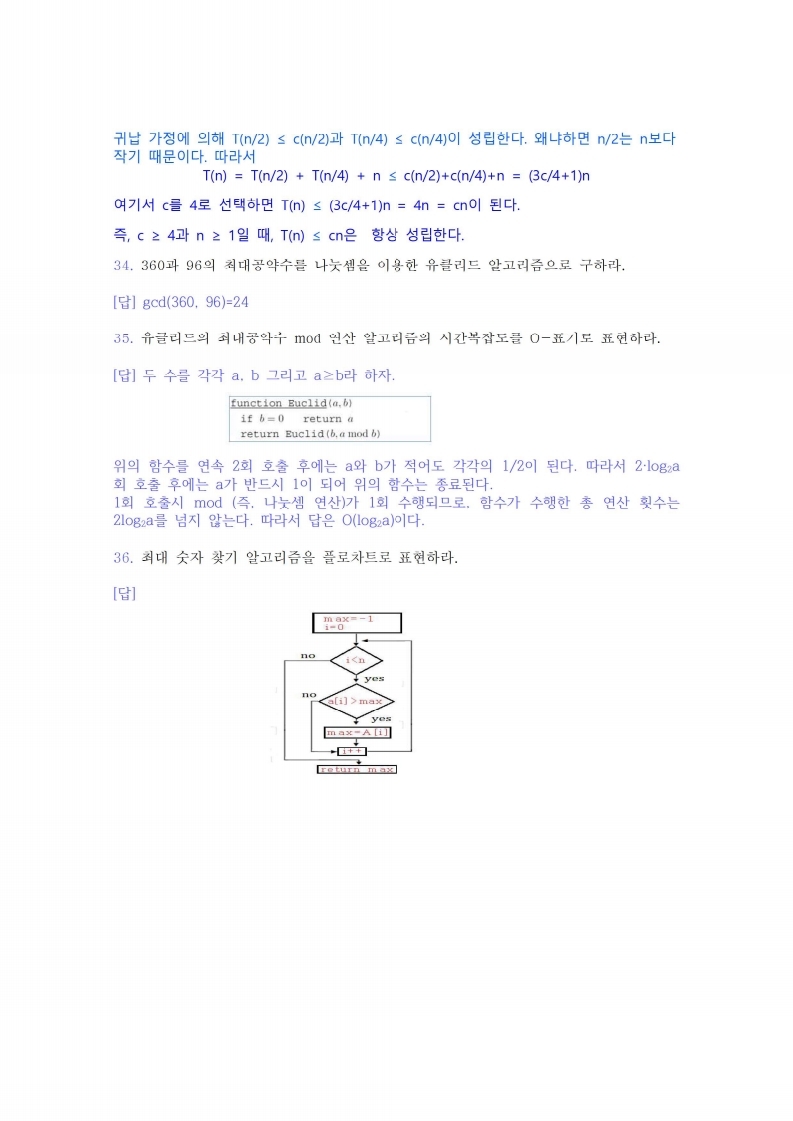 귀납 가정에 의해 T(n/2) ≤ c(n/2)과 T(n/4) ≤ c(n/4)이 성립한다. 왜냐하면 n/2는 n보다
작기 때문이다. 따라서
T(n) = T(n/2) + T(n/4) + n ≤ c(n/2)+c(n/4)+n = (3c/4+1)n
여기서 c를 4로 선택하면 T(n) ≤ (3c/4+1)n = 4n = cn이 된다.
즉, c ≥ 4과 n ≥ 1일 때, T(n) ≤ cn은 항상 성립한다.
34. 360과 96의 최대공약수를 나눗셈을 이용한 유클리드 알고리즘으로 구하라.
[답] gcd(360, 96)=24
35. 유클리드의 최대공약수 mod 연산 알고리즘의 시간복잡도를 O-표기로 표현하라.
[답] 두 수를 각각 a, b 그리고 a≥b라 하자.
function Euclid(a,b)
if b=0 return a
return Euclid(b,a mod b)
위의 함수를 연속 2회 호출 후에는 a와 b가 적어도 각각의 1/2이 된다. 따라서 2·log₂a
회 호출 후에는 a가 반드시 1이 되어 위의 함수는 종료된다.
1회 호출시 mod (즉, 나눗셈 연산)가 1회 수행되므로, 함수가 수행한 총 연산 횟수는
2log₂a를 넘지 않는다. 따라서 답은 O(log₂a)이다.
36. 최대 숫자 찾기 알고리즘을 플로차트로 표현하라.
[답]
max=-1
i=0
no
i<n
yes
no
a[i]>max
yes
max=A[i]
i++
return max